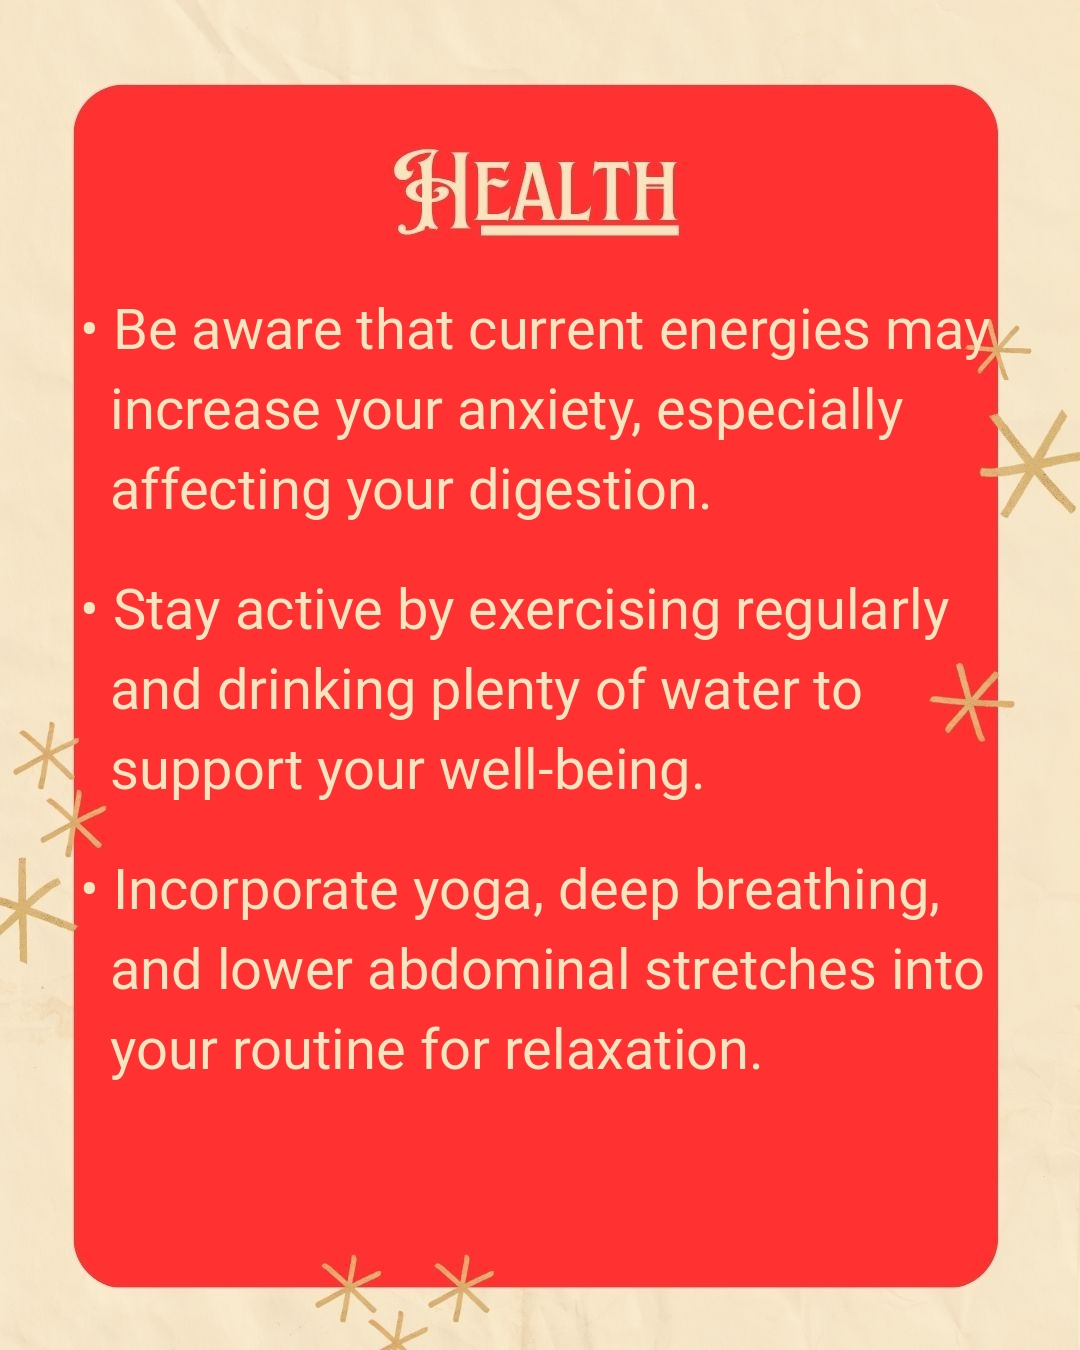 Health
• Be aware that current energies may
increase your anxiety, especially
affecting your digestion.
• Stay active by exercising regularly
and drinking plenty of water to
support your well-being.
• Incorporate yoga, deep breathing,
and lower abdominal stretches into
your routine for relaxation.